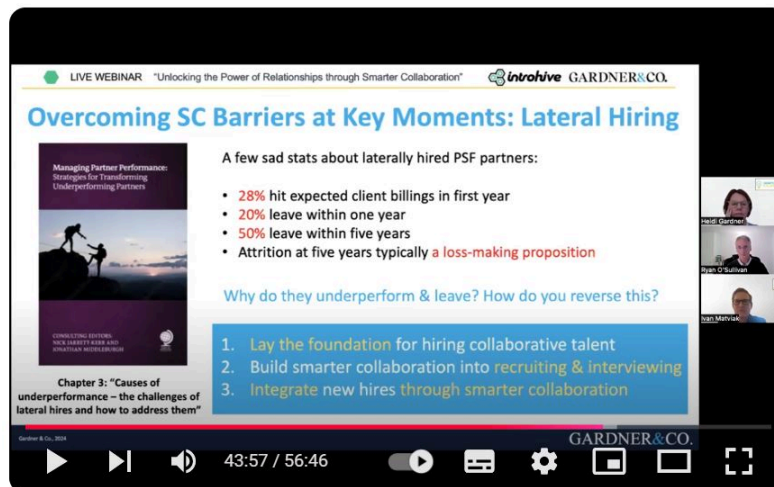 LIVE WEBINAR "Unlocking the Power of Relationships through Smarter Collaboration" introhive GARDNER&CO.
Overcoming SC Barriers at Key Moments: Lateral Hiring
Managing Partner Performance:
Strategies for Transforming
Underperforming Partners
CONSULTING EDITORS:
NICK JARRETT-KERR AND
JONATHAN MIDDLEBURGH
Chapter 3: "Causes of
underperformance – the challenges of
lateral hires and how to address them"
A few sad stats about laterally hired PSF partners:
• 28% hit expected client billings in first year
• 20% leave within one year
• 50% leave within five years
• Attrition at five years typically a loss-making proposition
Why do they underperform & leave? How do you reverse this?
1. Lay the foundation for hiring collaborative talent
2. Build smarter collaboration into recruiting & interviewing
3. Integrate new hires through smarter collaboration
Heidi Gardner
Ryan O'Sullivan
Ivan Matviak
Gardner & Co., 2024
GARDNER&CO.
43:57 / 56:46